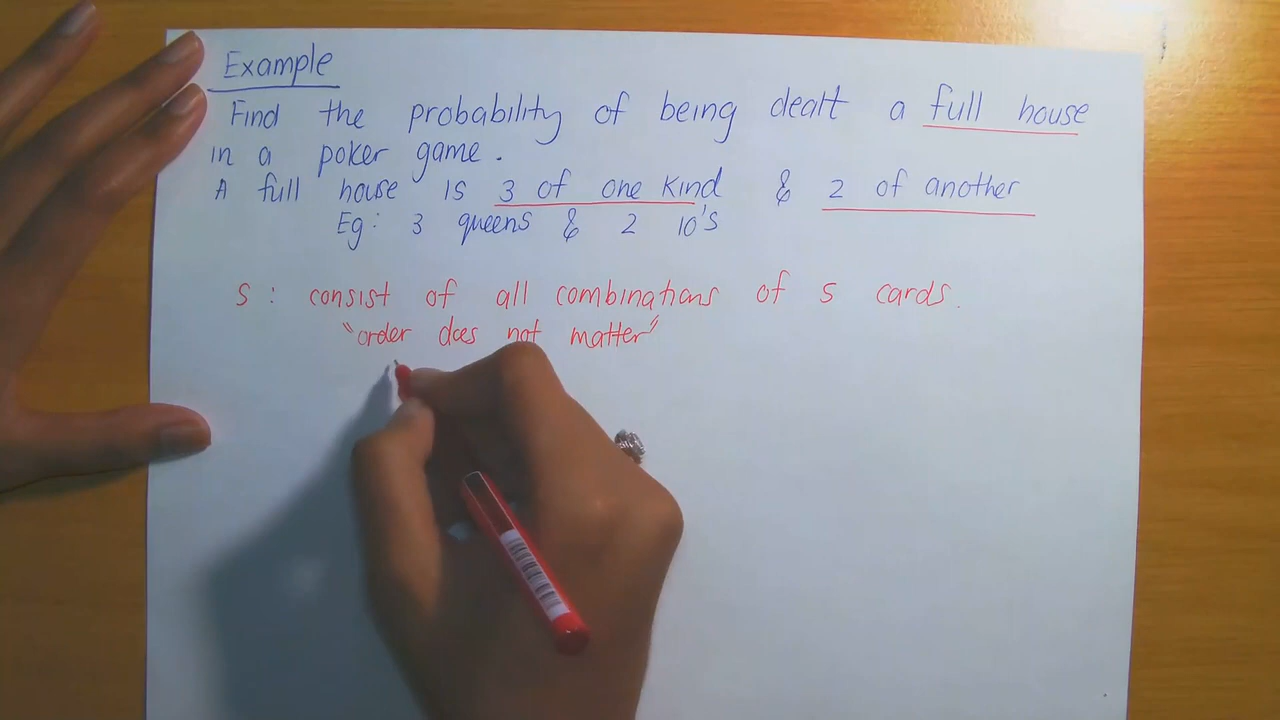 Example
Find the probability of being dealt a full house
in a poker game.
A full house is 3 of one kind & 2 of another
Eg: 3 queens & 2 10's
S: consist of all combinations of 5 cards.
"order does not matter"